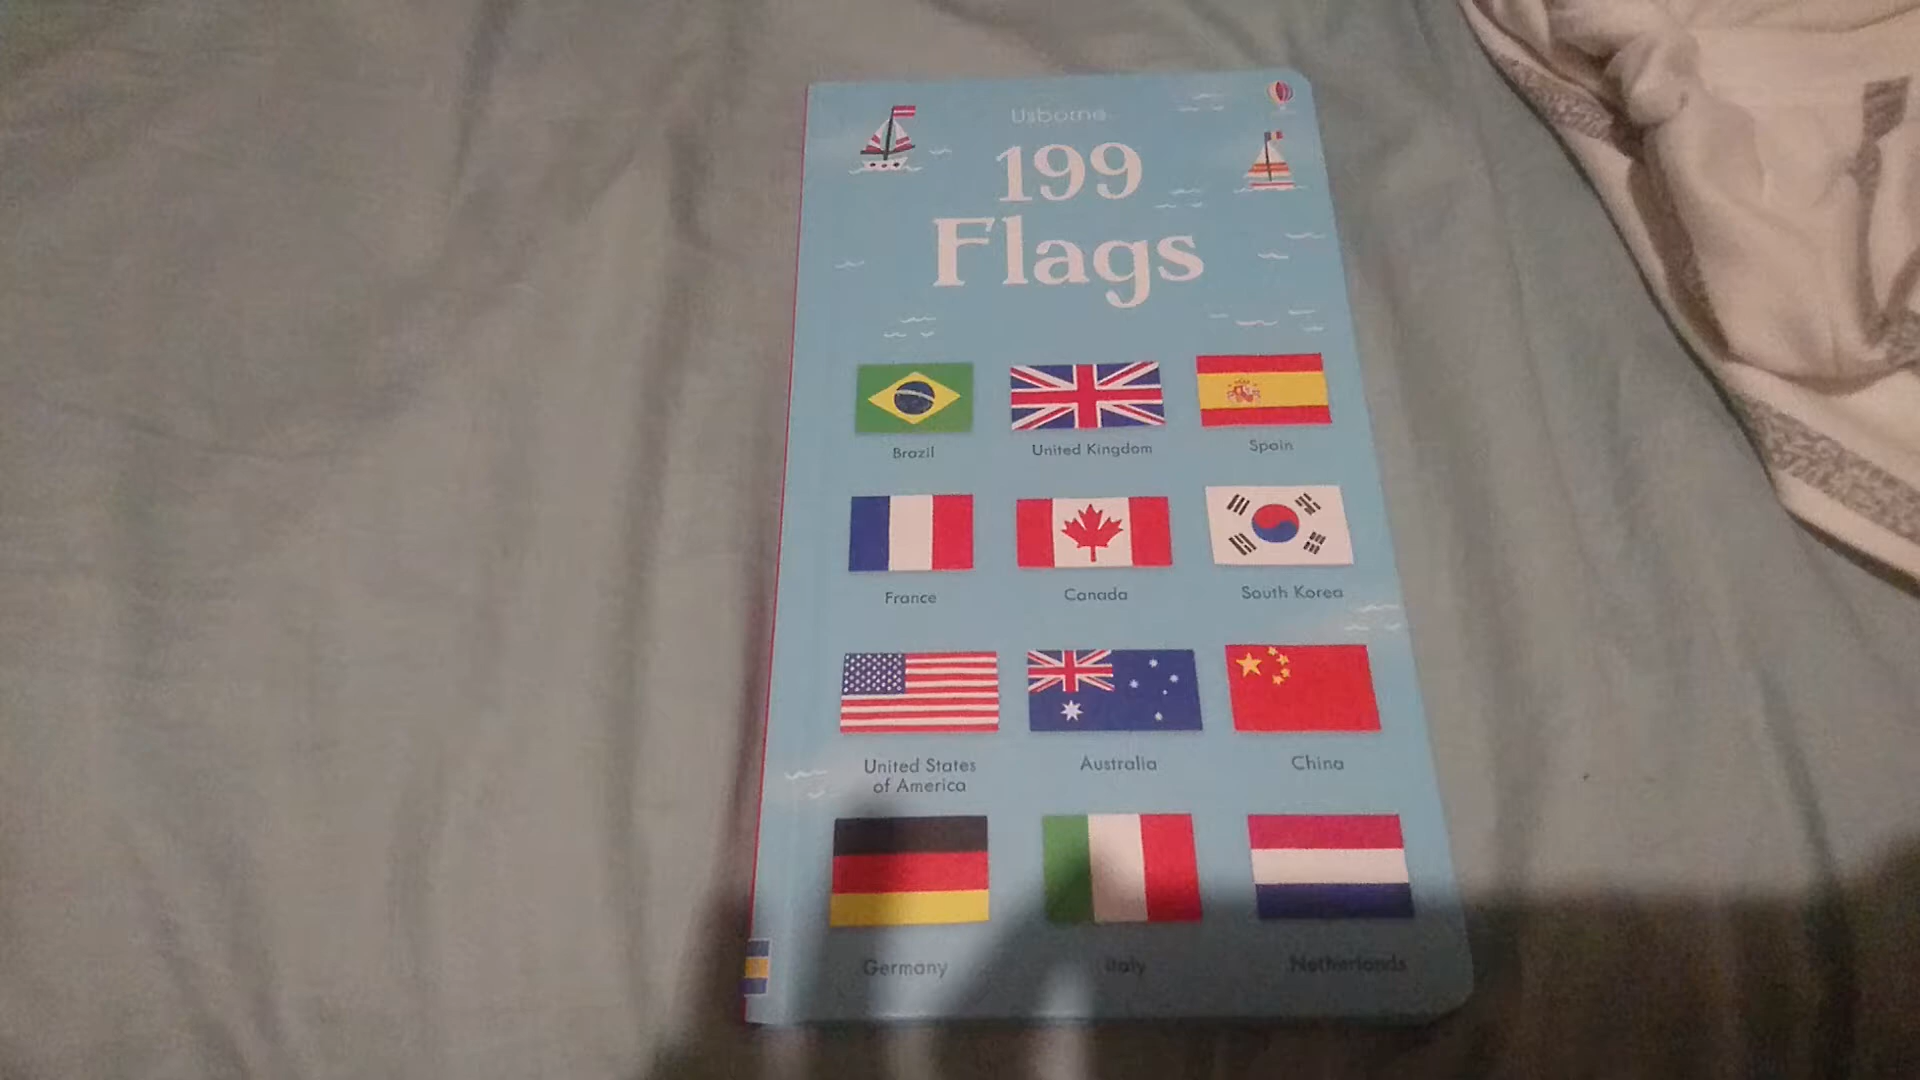 Usborne
199
Flags
Brazil
United Kingdom
Spain
France
Canada
South Korea
United States
of America
Australia
China
Germany
Italy
Netherlands